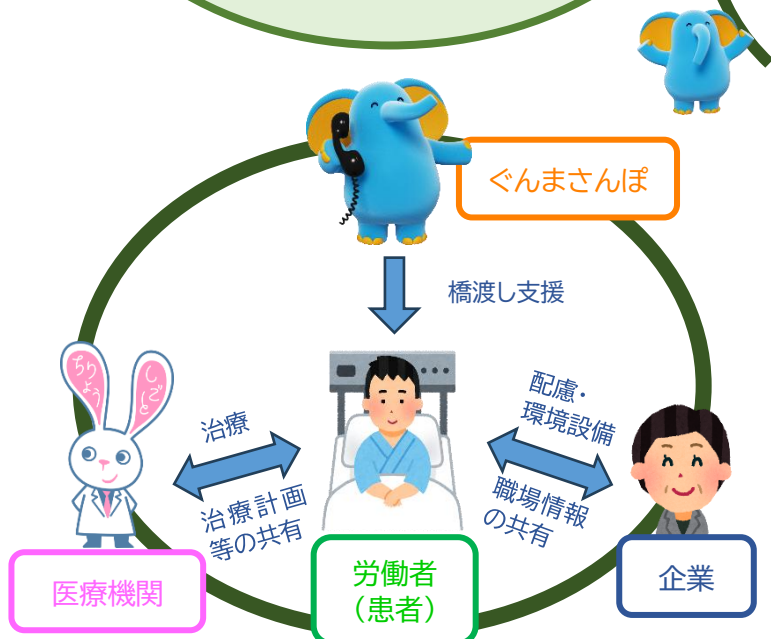 ぐんまさんぽ
橋渡し支援
ちりょう
しごと
治療
治療計画
等の共有
配慮・
環境設備
職場情報
の共有
医療機関
労働者
（患者）
企業